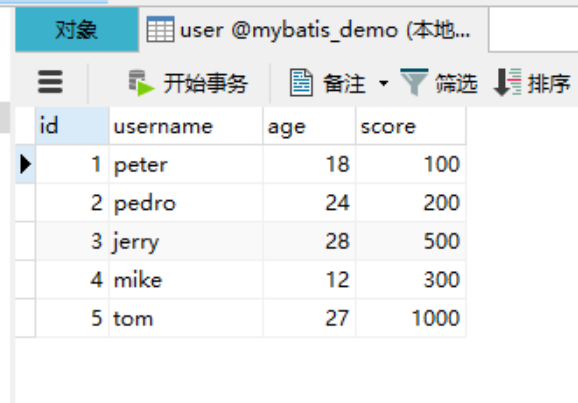 对象 user @mybatis_demo (本地...
开始事务 备注 筛选 排序
id username age score
1 peter 18 100
2 pedro 24 200
3 jerry 28 500
4 mike 12 300
5 tom 27 1000